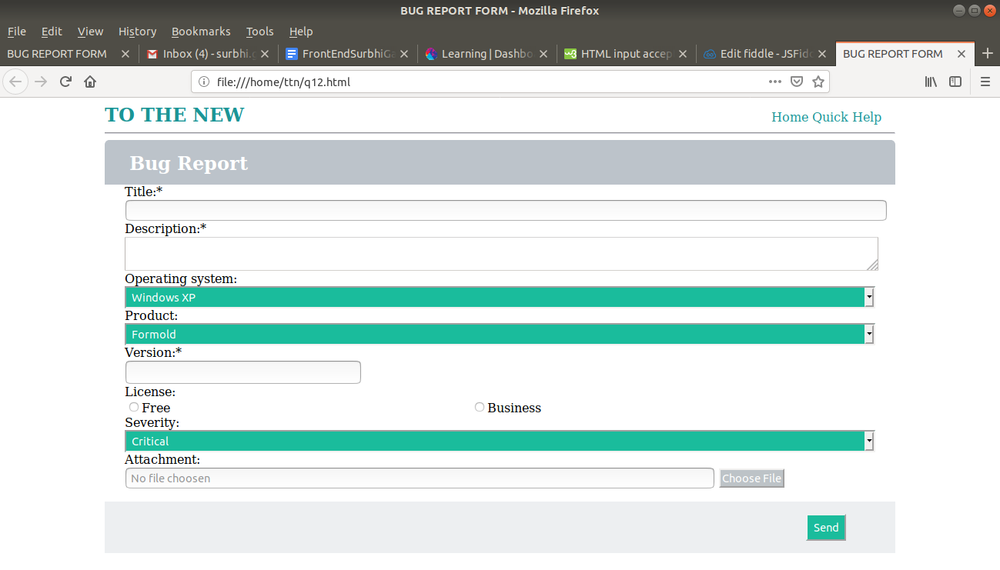 BUG REPORT FORM - Mozilla Firefox
File Edit View History Bookmarks Tools Help
BUG REPORT FORM Inbox (4) - surbhi.g FrontEndSurbhiGa Learning | Dashbo HTML input accep Edit fiddle - JSFidd BUG REPORT FORM
file:///home/ttn/q12.html
TO THE NEW
Home Quick Help
Bug Report
Title:*
Description:*
Operating system:
Windows XP
Product:
Formold
Version:*
License:
Free Business
Severity:
Critical
Attachment:
No file choosen Choose File
Send